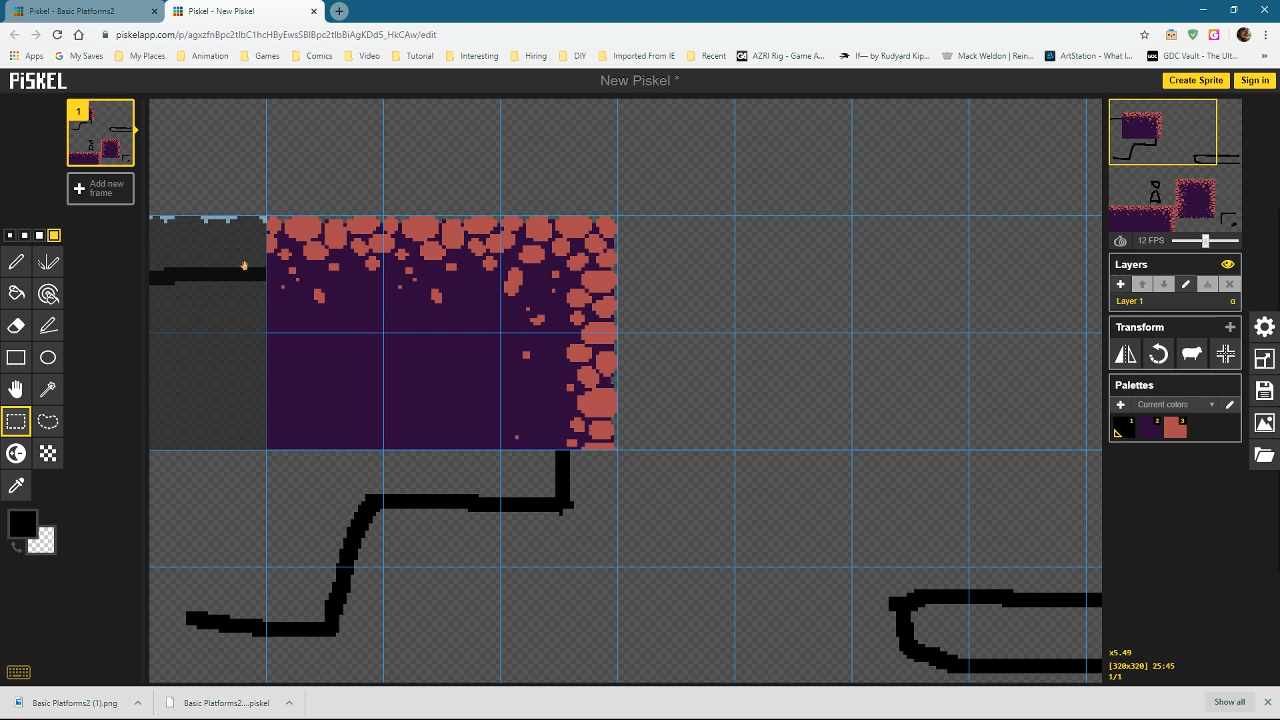 Piskel - Basic Platforms2
Piskel - New Piskel
piskelapp.com/p/agxzfnBpc2tlbC1hcHByEwsSBlBpc2tlbBiAgKDd5_HkCAw/edit
Apps
My Saves
My Places
Animation
Games
Comics
Video
Tutorial
Interesting
Hiring
DIY
Imported From IE
Recent
AZRI Rig - Game A...
If— by Rudyard Kip...
Mack Weldon | Rein...
ArtStation - What I...
GDC Vault - The Ult...
»
PiSKEL
New Piskel *
Create Sprite
Sign in
1
Add new
frame
12 FPS
Layers
Layer 1
α
Transform
Palettes
Current colors
1
2
3
x5.49
[320x320] 25:45
1/1
Basic Platforms2 (1).png
Basic Platforms2....piskel
Show all